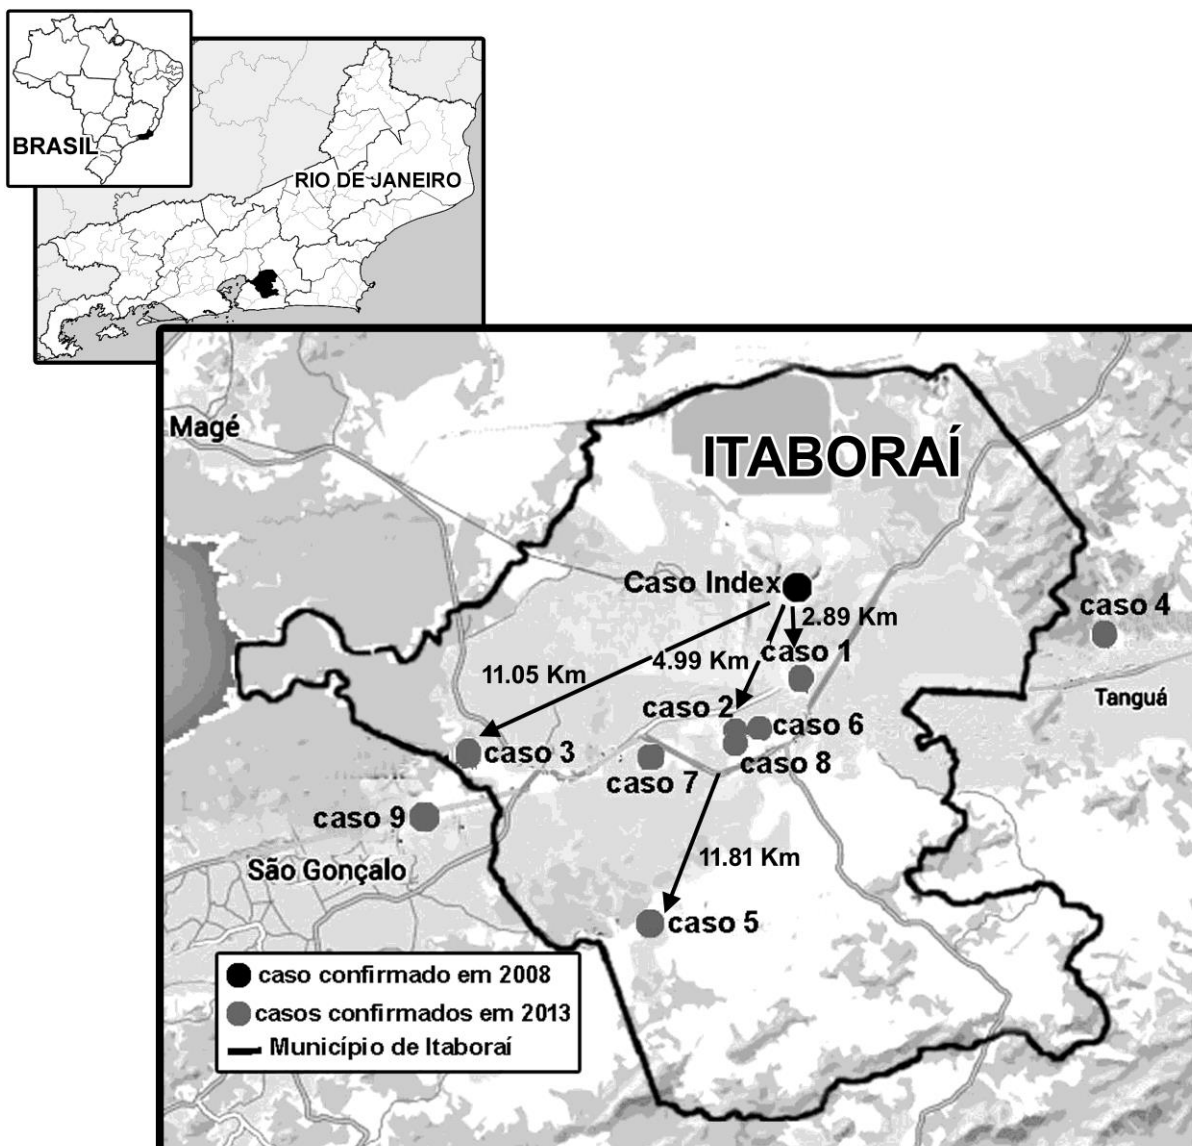 BRASIL
RIO DE JANEIRO
Magé
ITABORAÍ
Caso Index
2.89 Km
caso 4
caso 1
4.99 Km
11.05 Km
Tanguá
caso 2
caso 6
caso 3
caso 8
caso 7
caso 9
11.81 Km
São Gonçalo
caso 5
caso confirmado em 2008
casos confirmados em 2013
Município de Itaboraí